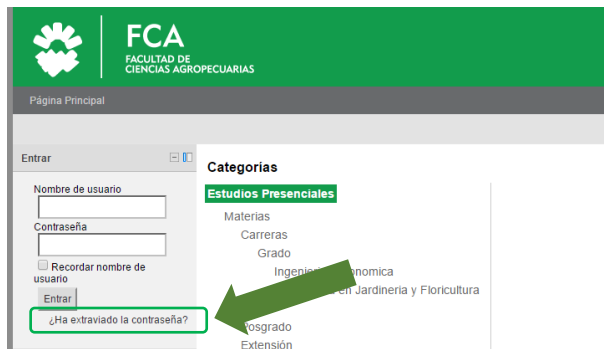 FCA
FACULTAD DE
CIENCIAS AGROPECUARIAS
Página Principal
Entrar
Nombre de usuario
Contraseña
Recordar nombre de
usuario
Entrar
¿Ha extraviado la contraseña?
Categorias
Estudios Presenciales
Materias
Carreras
Grado
en Jardineria y Floricultura
Posgrado
Extensión